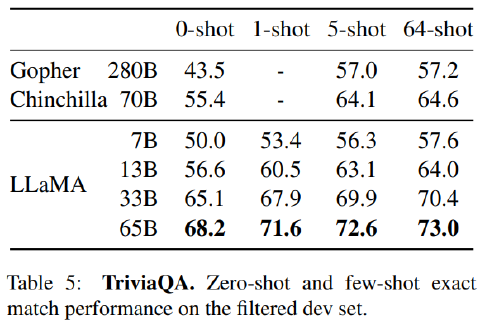 0-shot 1-shot 5-shot 64-shot
Gopher 280B 43.5 - 57.0 57.2
Chinchilla 70B 55.4 - 64.1 64.6
7B 50.0 53.4 56.3 57.6
13B 56.6 60.5 63.1 64.0
LLaMA
33B 65.1 67.9 69.9 70.4
65B 68.2 71.6 72.6 73.0
Table 5: TriviaQA. Zero-shot and few-shot exact
match performance on the filtered dev set.